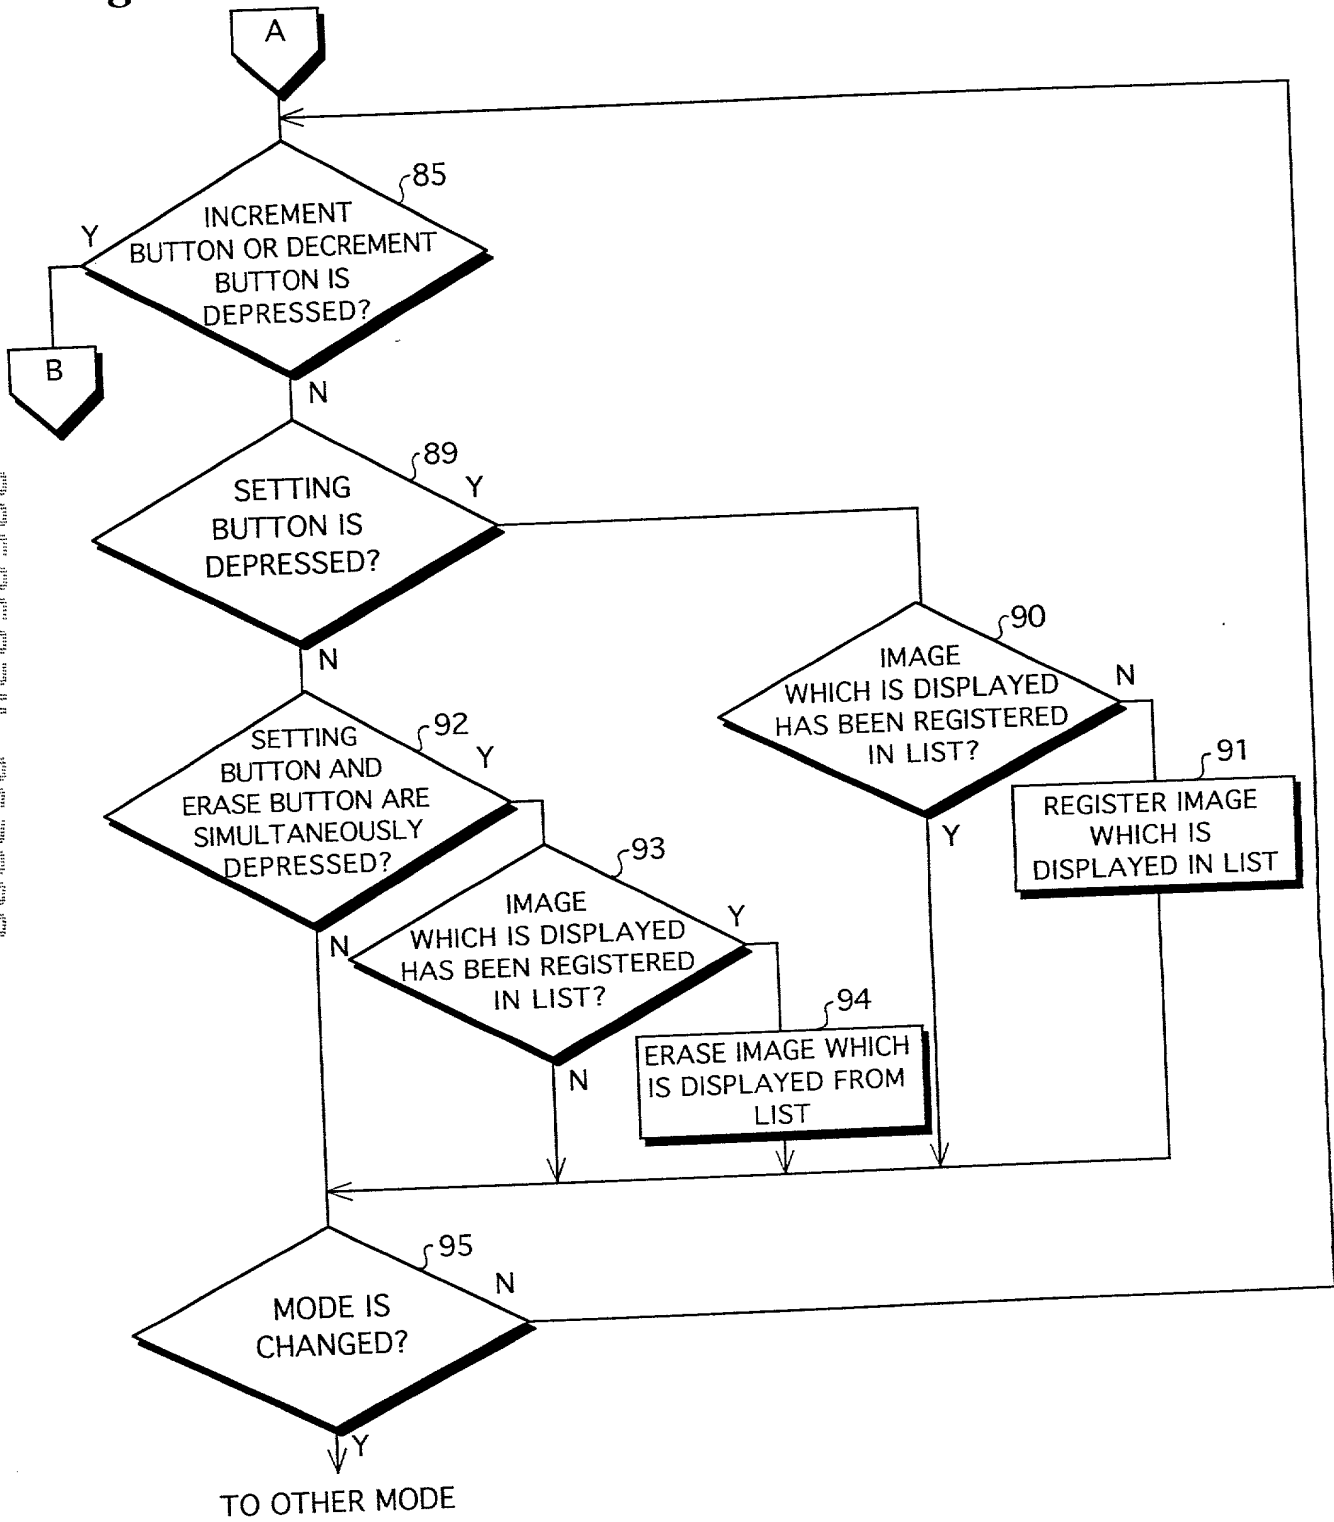 A
85
INCREMENT
BUTTON OR DECREMENT
BUTTON IS
DEPRESSED?
Y
B
N
89
SETTING
BUTTON IS
DEPRESSED?
Y
N
90
IMAGE
WHICH IS DISPLAYED
HAS BEEN REGISTERED
IN LIST?
N
Y
91
REGISTER IMAGE
WHICH IS
DISPLAYED IN LIST
92
SETTING
BUTTON AND
ERASE BUTTON ARE
SIMULTANEOUSLY
DEPRESSED?
Y
N
93
IMAGE
WHICH IS DISPLAYED
HAS BEEN REGISTERED
IN LIST?
Y
N
94
ERASE IMAGE WHICH
IS DISPLAYED FROM
LIST
95
MODE IS
CHANGED?
N
Y
TO OTHER MODE